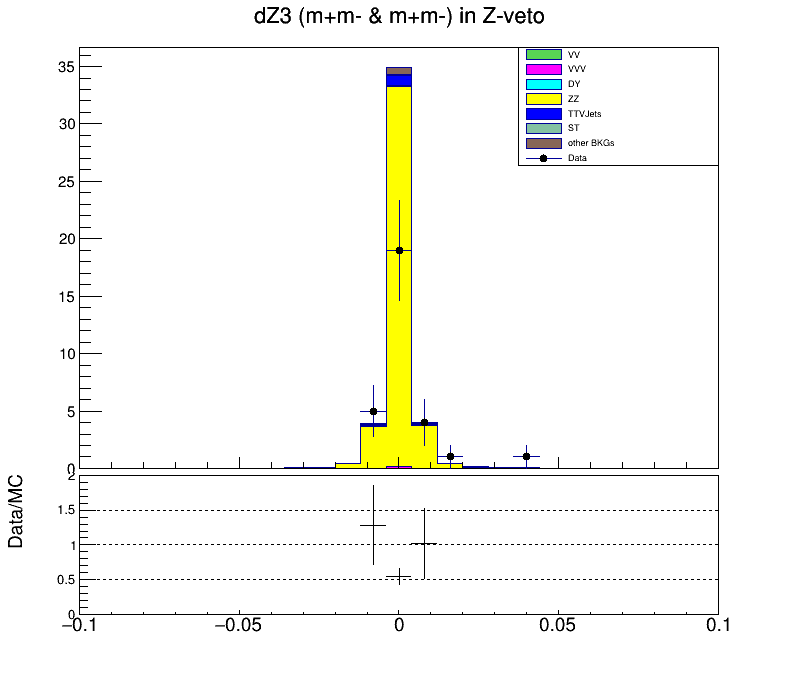 dZ3 (m+m- & m+m-) in Z-veto
35
30
25
20
15
10
5
0
VV
VVV
DY
ZZ
TTVJets
ST
other BKGs
Data
Data/MC
2
1.5
1
0.5
0
−0.1 −0.05 0 0.05 0.1